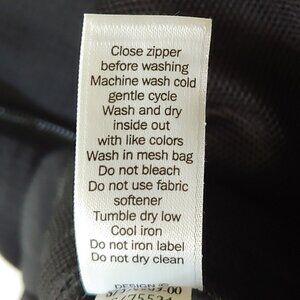 Close zipper
before washing
Machine wash cold
gentle cycle
Wash and dry
inside out
with like colors
Wash in mesh bag
Do not bleach
Do not use fabric
softener
Tumble dry low
Cool iron
Do not iron label
Do not dry clean